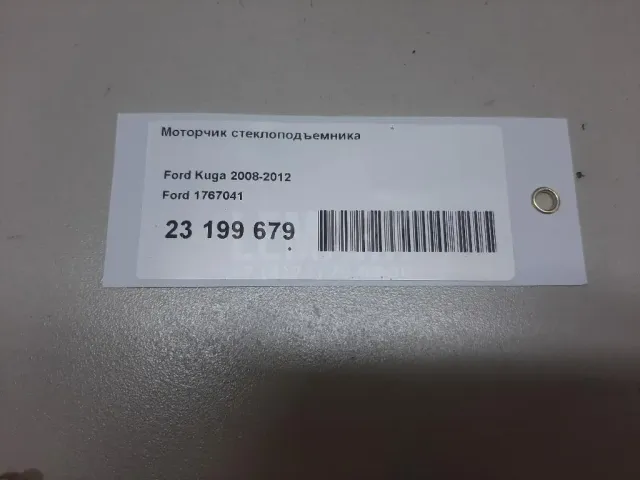 Моторчик стеклоподъемника
Ford Kuga 2008-2012
Ford 1767041
23 199 679